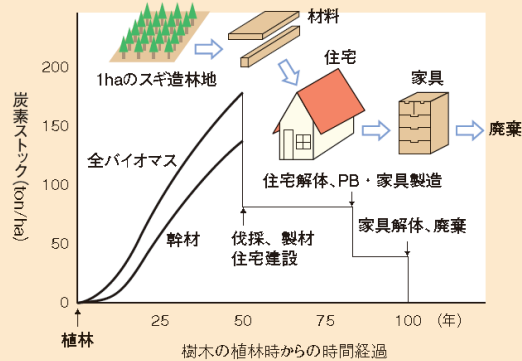 材料
200
1haのスギ造林地
住宅
家具
炭素ストック(ton/ha)
150
全バイオマス
廃棄
住宅解体、PB・家具製造
100
50
幹材
伐採、製材
住宅建設
家具解体、廃棄
0
25
50
75
100 (年)
植林
樹木の植林時からの時間経過